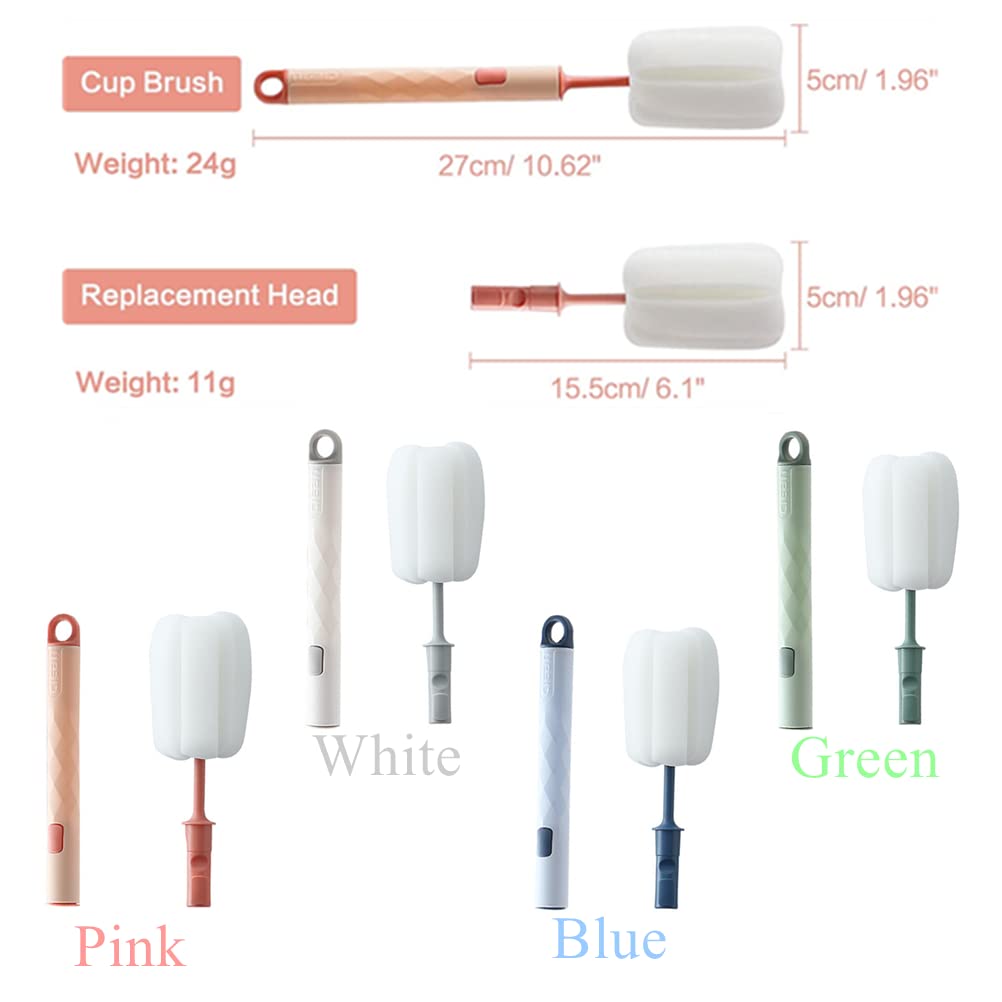 Cup Brush
5cm/ 1.96"
Weight: 24g
27cm/ 10.62"
Replacement Head
5cm/ 1.96"
Weight: 11g
15.5cm/ 6.1"
White
Green
Pink
Blue